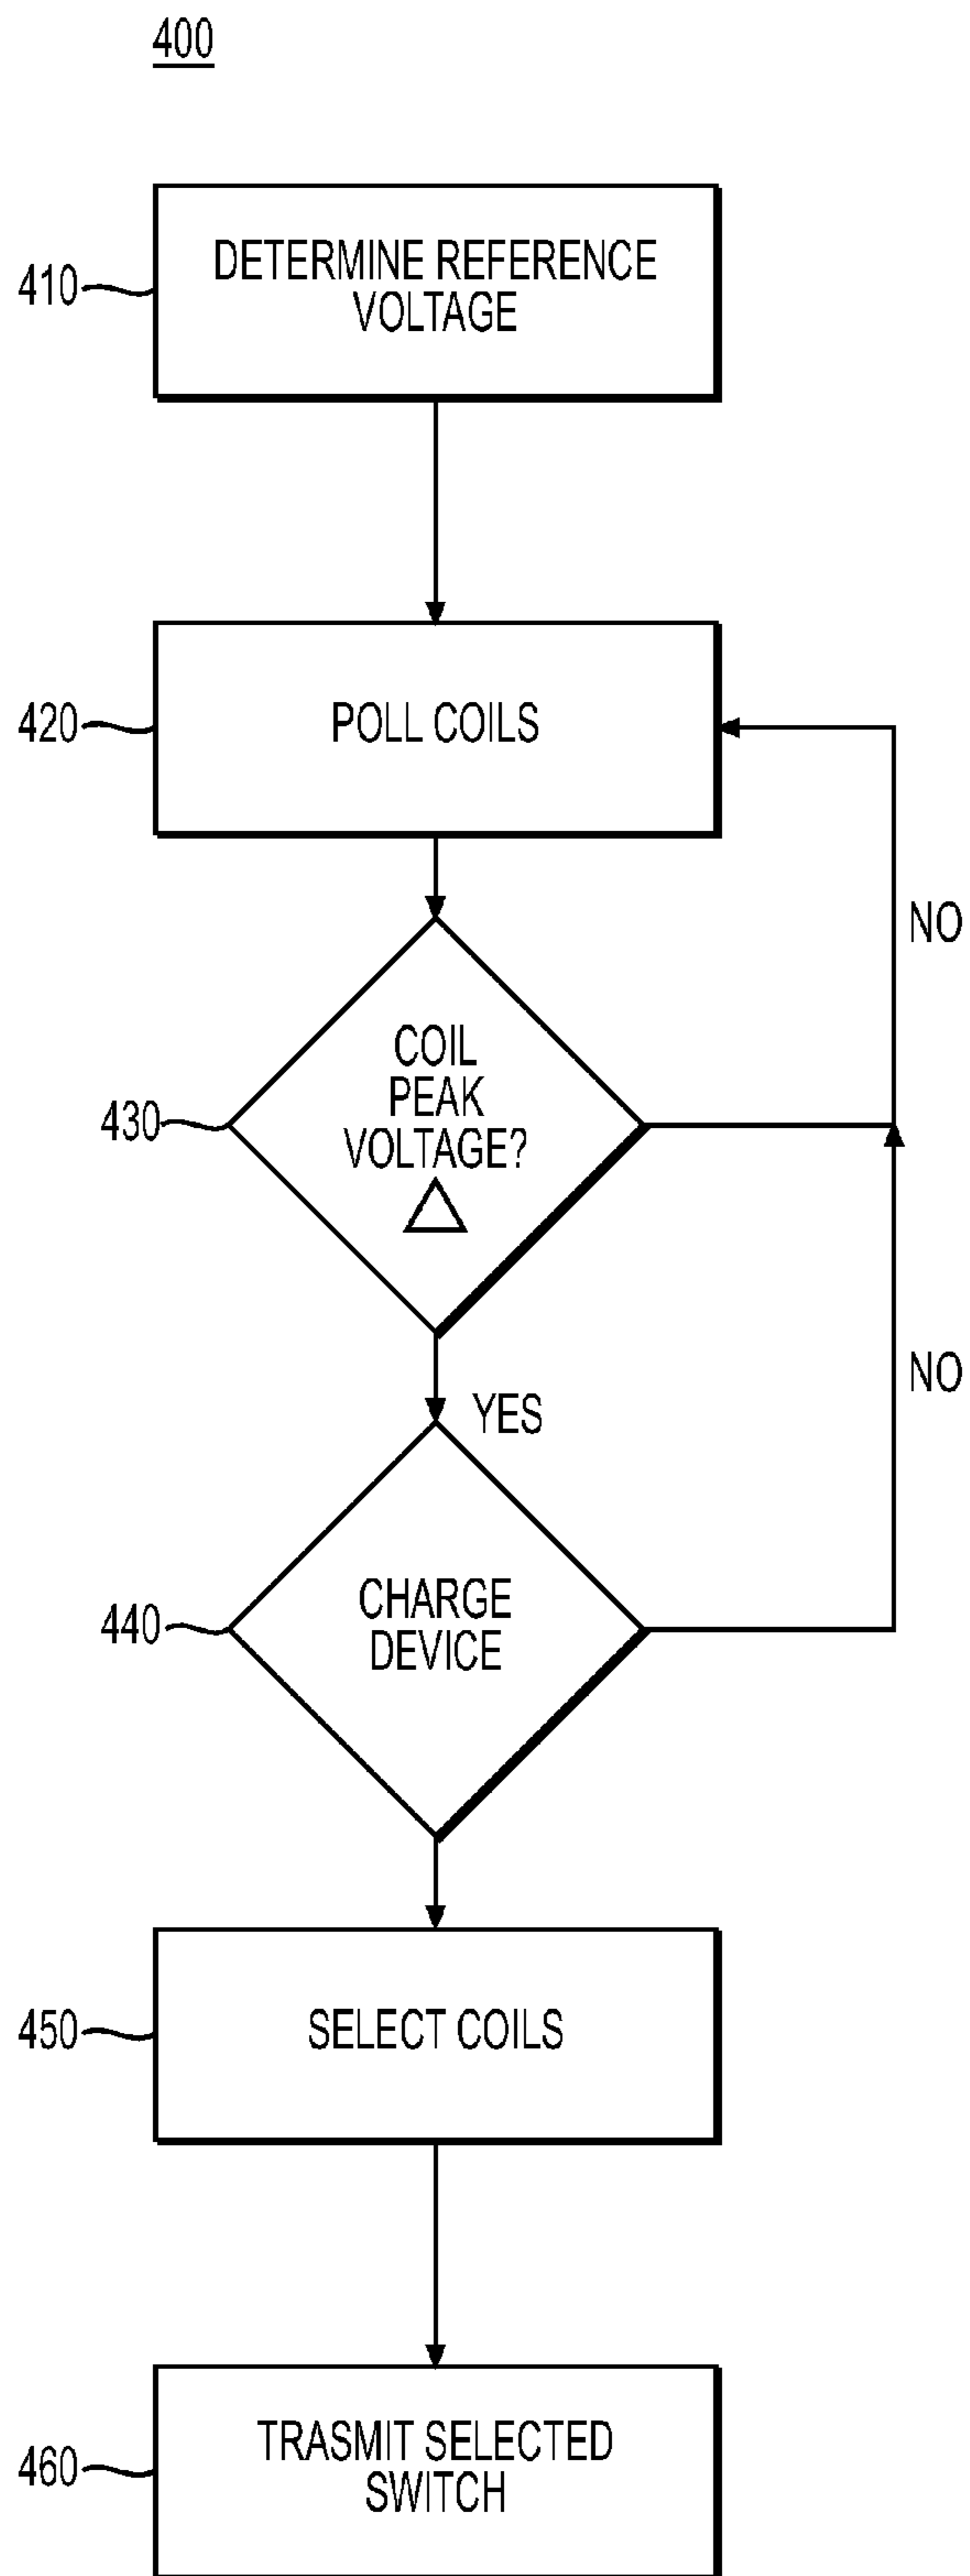 400
410
DETERMINE REFERENCE
VOLTAGE
420
POLL COILS
NO
430
COIL
PEAK
VOLTAGE?
△
NO
YES
440
CHARGE
DEVICE
450
SELECT COILS
460
TRASMIT SELECTED
SWITCH